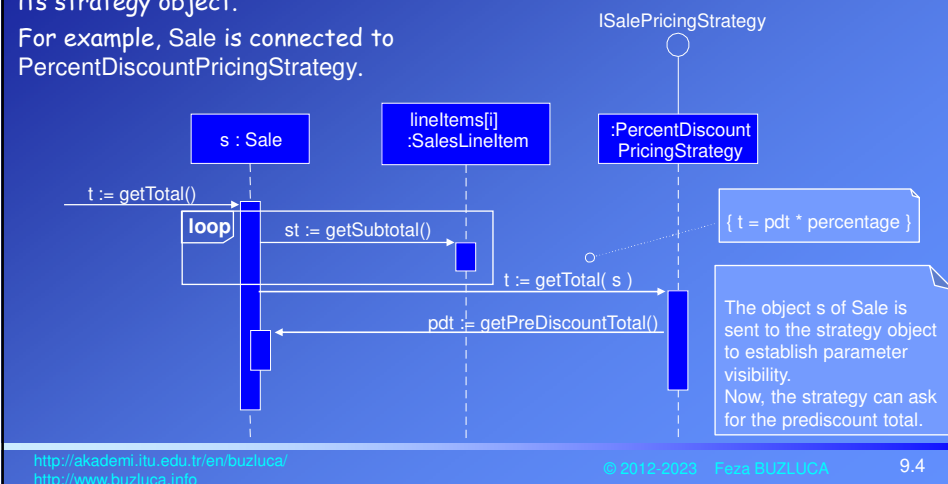 its strategy object.
For example, Sale is connected to
PercentDiscountPricingStrategy.
ISalePricingStrategy
s : Sale
lineItems[i]
:SalesLineItem
:PercentDiscount
PricingStrategy
t := getTotal()
loop
st := getSubtotal()
{ t = pdt * percentage }
t := getTotal( s )
pdt := getPreDiscountTotal()
The object s of Sale is
sent to the strategy object
to establish parameter
visibility.
Now, the strategy can ask
for the prediscount total.
http://akademi.itu.edu.tr/en/buzluca/
http://www.buzluca.info
© 2012-2023 Feza BUZLUCA
9.4